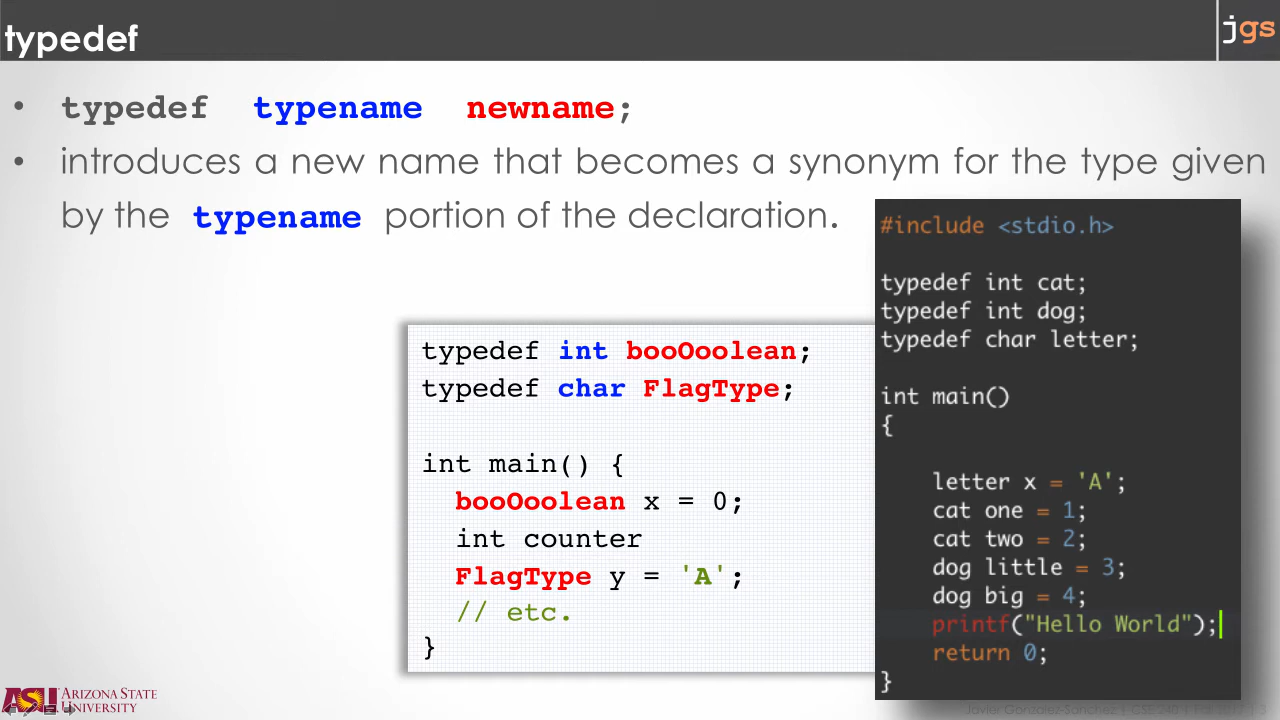 typedef
jgs
• typedef typename newname;
• introduces a new name that becomes a synonym for the type given
by the typename portion of the declaration.
typedef int booOoolean;
typedef char FlagType;
int main() {
booOoolean x = 0;
int counter
FlagType y = 'A';
// etc.
}
#include <stdio.h>
typedef int cat;
typedef int dog;
typedef char letter;
int main()
{
letter x = 'A';
cat one = 1;
cat two = 2;
dog little = 3;
dog big = 4;
printf("Hello World");
return 0;
}
ASU ARIZONA STATE
UNIVERSITY